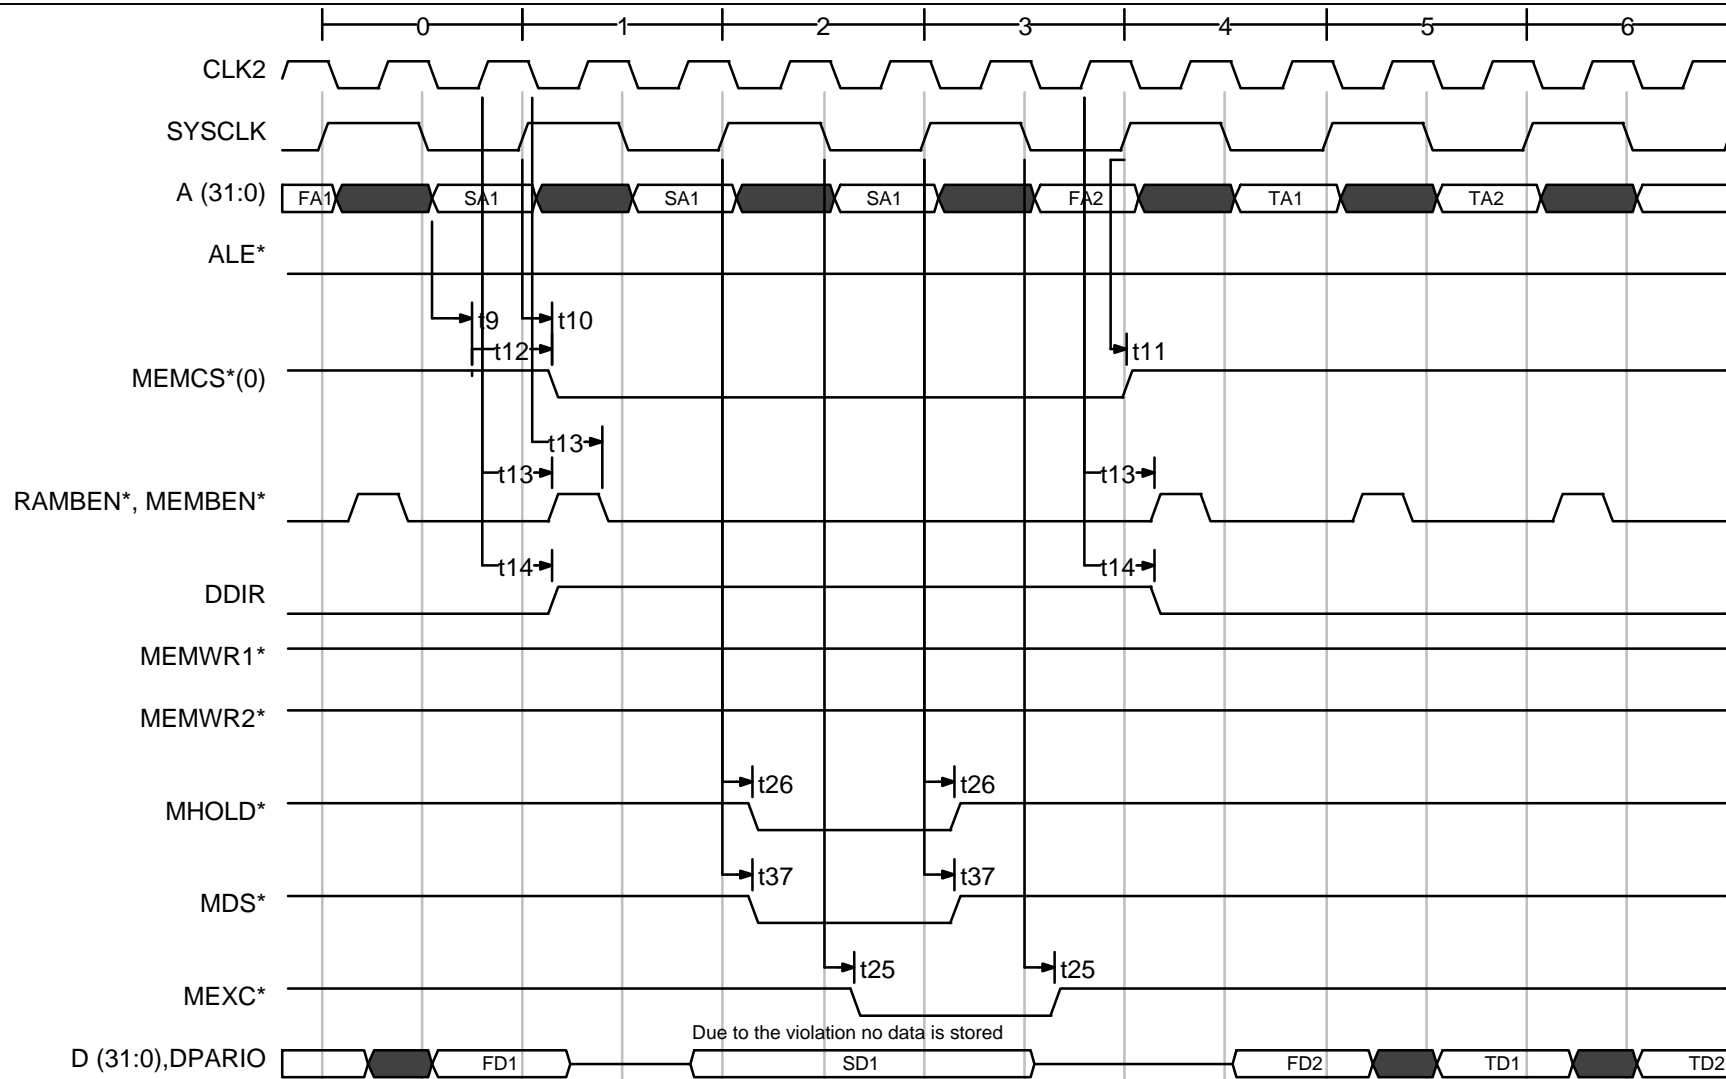 0 1 2 3 4 5 6
CLK2
SYSCLK
A (31:0) FA1 SA1 SA1 SA1 FA2 TA1 TA2
ALE*
t9 t10
t12 t11
MEMCS*(0)
t13
t13 t13
RAMBEN*, MEMBEN*
t14 t14
DDIR
MEMWR1*
MEMWR2*
t26 t26
MHOLD*
t37 t37
MDS*
t25 t25
MEXC*
Due to the violation no data is stored
D (31:0),DPARIO FD1 SD1 FD2 TD1 TD2